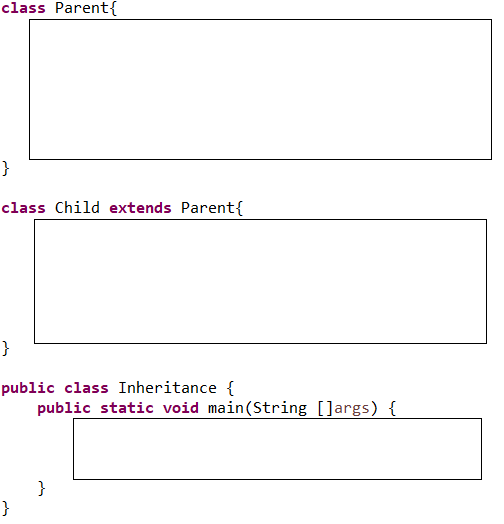 class Parent{
}
class Child extends Parent{
}
public class Inheritance {
public static void main(String []args) {
}
}